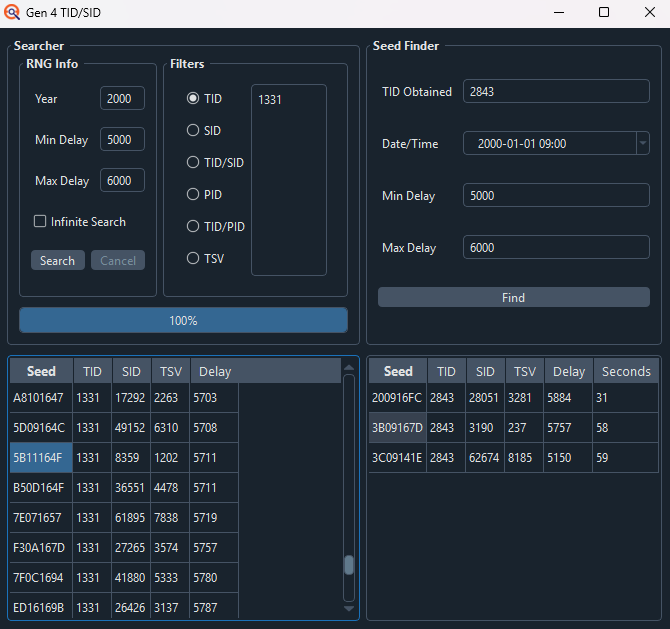 Gen 4 TID/SID
Searcher
RNG Info
Year 2000
Min Delay 5000
Max Delay 6000
Infinite Search
Search Cancel
Filters
TID
SID
TID/SID
PID
TID/PID
TSV
1331
100%
Seed Finder
TID Obtained 2843
Date/Time 2000-01-01 09:00
Min Delay 5000
Max Delay 6000
Find
Seed TID SID TSV Delay
A8101647 1331 17292 2263 5703
5D09164C 1331 49152 6310 5708
5B11164F 1331 8359 1202 5711
B50D164F 1331 36551 4478 5711
7E071657 1331 61895 7838 5719
F30A167D 1331 27265 3574 5757
7F0C1694 1331 41880 5333 5780
ED16169B 1331 26426 3137 5787
Seed TID SID TSV Delay Seconds
200916FC 2843 28051 3281 5884 31
3B09167D 2843 3190 237 5757 58
3C09141E 2843 62674 8185 5150 59